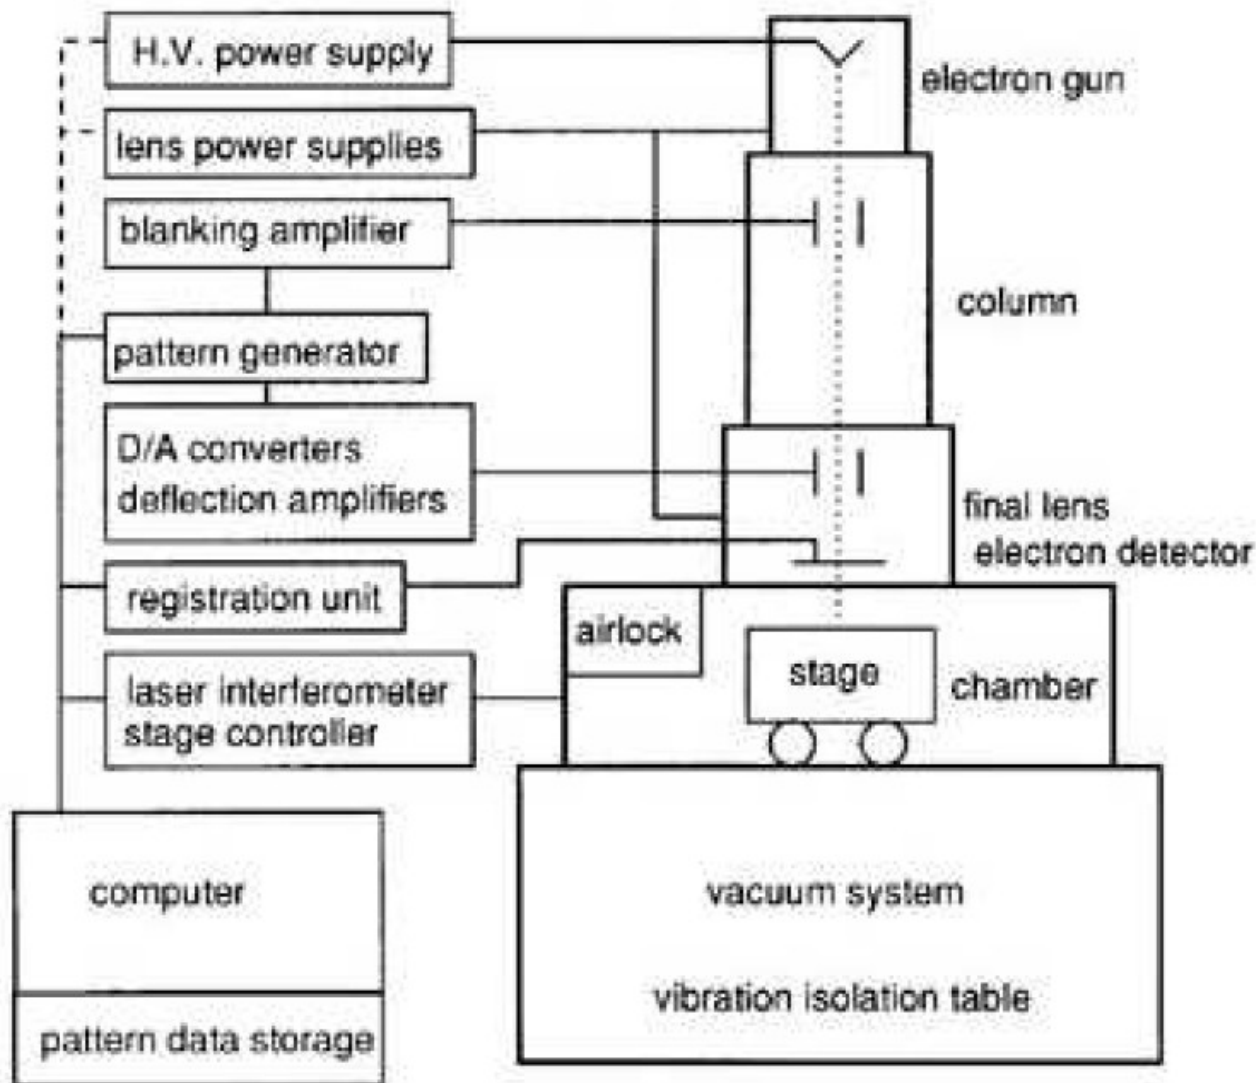 H.V. power supply
electron gun
lens power supplies
blanking amplifier
column
pattern generator
D/A converters
deflection amplifiers
final lens
electron detector
registration unit
airlock
stage
chamber
laser interferometer
stage controller
computer
vacuum system
vibration isolation table
pattern data storage